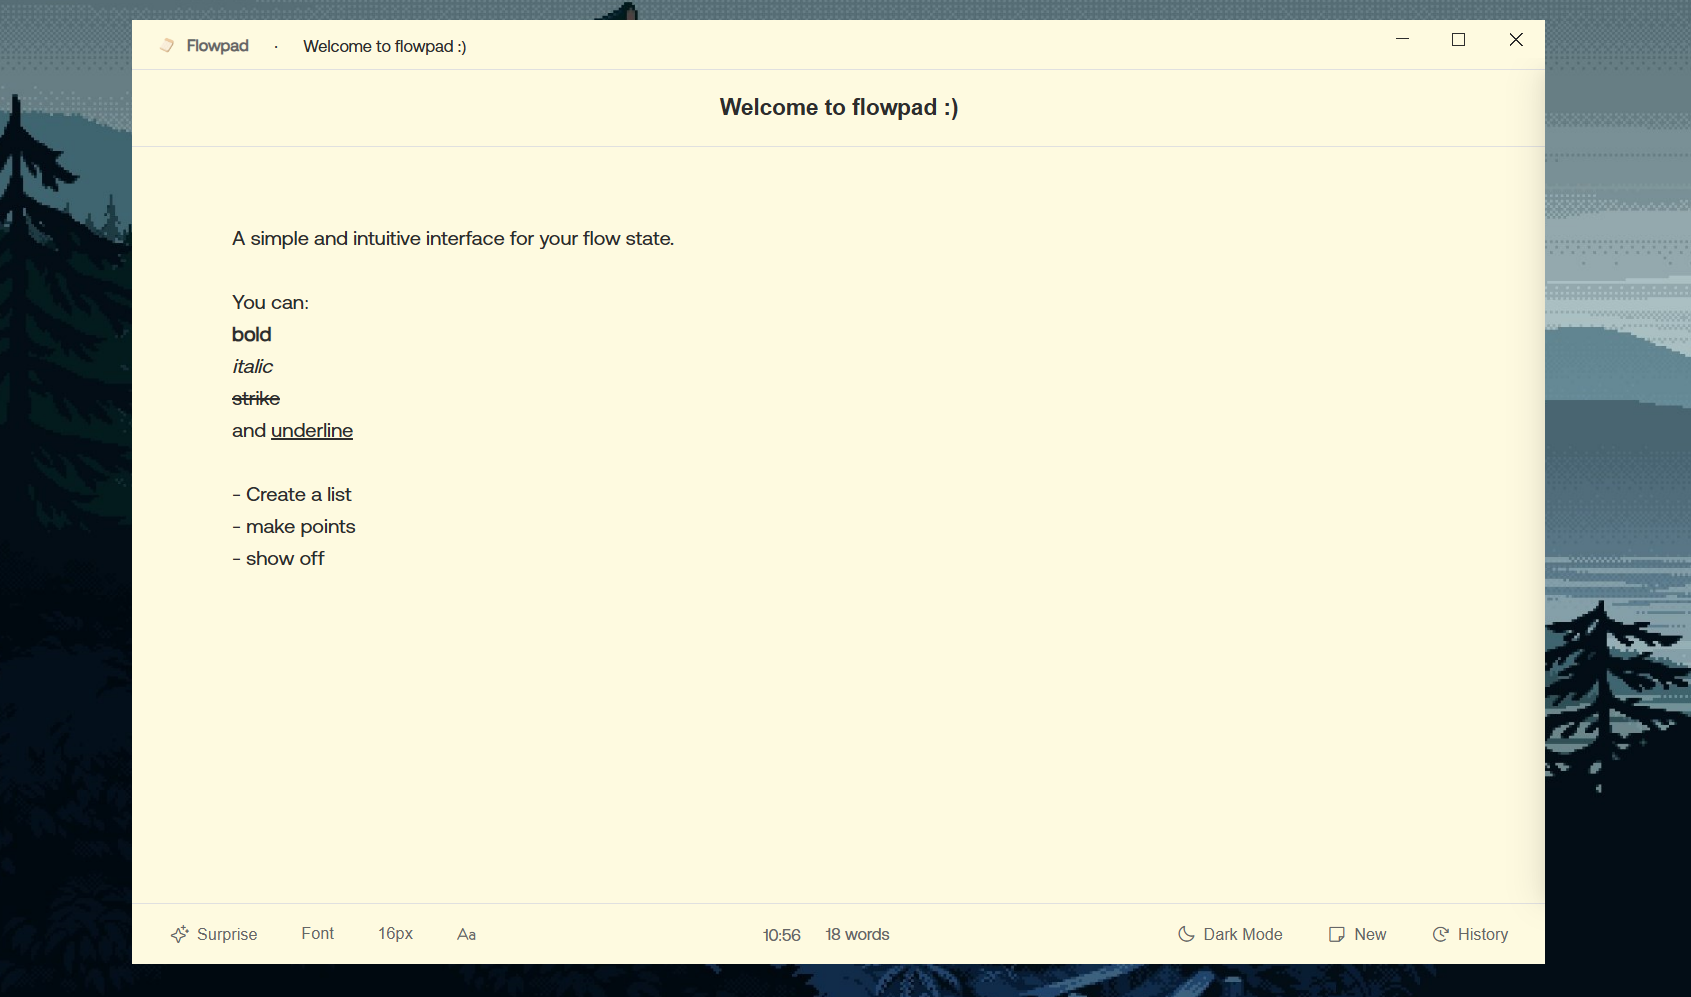 Flowpad · Welcome to flowpad :)
Welcome to flowpad :)
A simple and intuitive interface for your flow state.
You can:
bold
italic
strike
and underline
- Create a list
- make points
- show off
Surprise Font 16px Aa 10:56 18 words Dark Mode New History